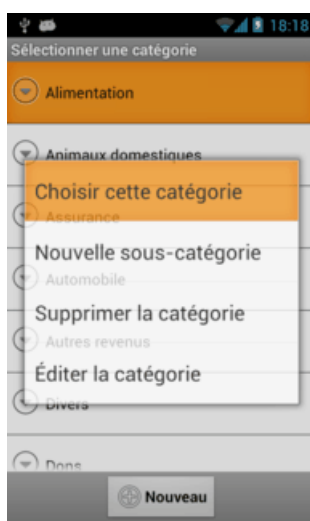 18:18
Sélectionner une catégorie
Alimentation
Animaux domestiques
Choisir cette catégorie
Assurance
Nouvelle sous-catégorie
Automobile
Supprimer la catégorie
Autres revenus
Éditer la catégorie
Divers
Dons
Nouveau